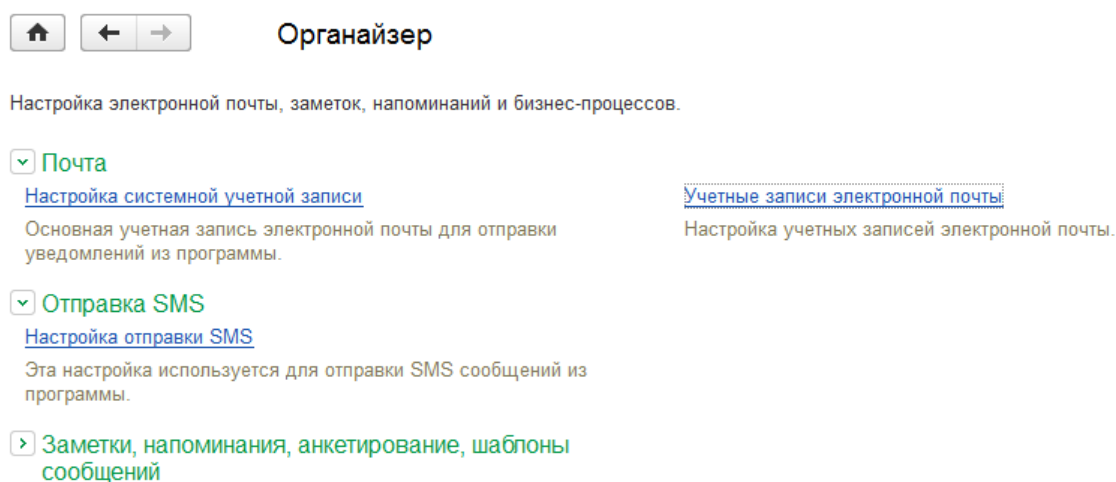 Органайзер
Настройка электронной почты, заметок, напоминаний и бизнес-процессов.
Почта
Настройка системной учетной записи
Основная учетная запись электронной почты для отправки
уведомлений из программы.
Учетные записи электронной почты
Настройка учетных записей электронной почты.
Отправка SMS
Настройка отправки SMS
Эта настройка используется для отправки SMS сообщений из
программы.
Заметки, напоминания, анкетирование, шаблоны
сообщений